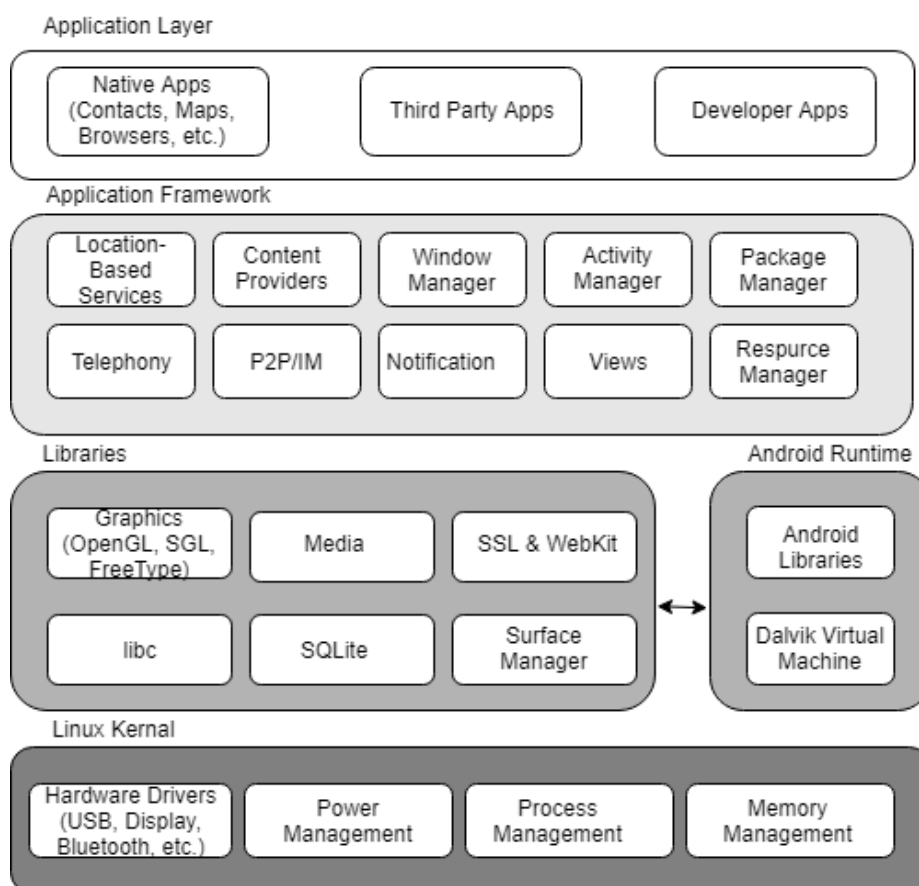 Application Layer
Native Apps
(Contacts, Maps,
Browsers, etc.)
Third Party Apps
Developer Apps
Application Framework
Location-
Based
Services
Content
Providers
Window
Manager
Activity
Manager
Package
Manager
Telephony
P2P/IM
Notification
Views
Respurce
Manager
Libraries
Android Runtime
Graphics
(OpenGL, SGL,
FreeType)
Media
SSL & WebKit
Android
Libraries
libc
SQLite
Surface
Manager
Dalvik Virtual
Machine
Linux Kernal
Hardware Drivers
(USB, Display,
Bluetooth, etc.)
Power
Management
Process
Management
Memory
Management